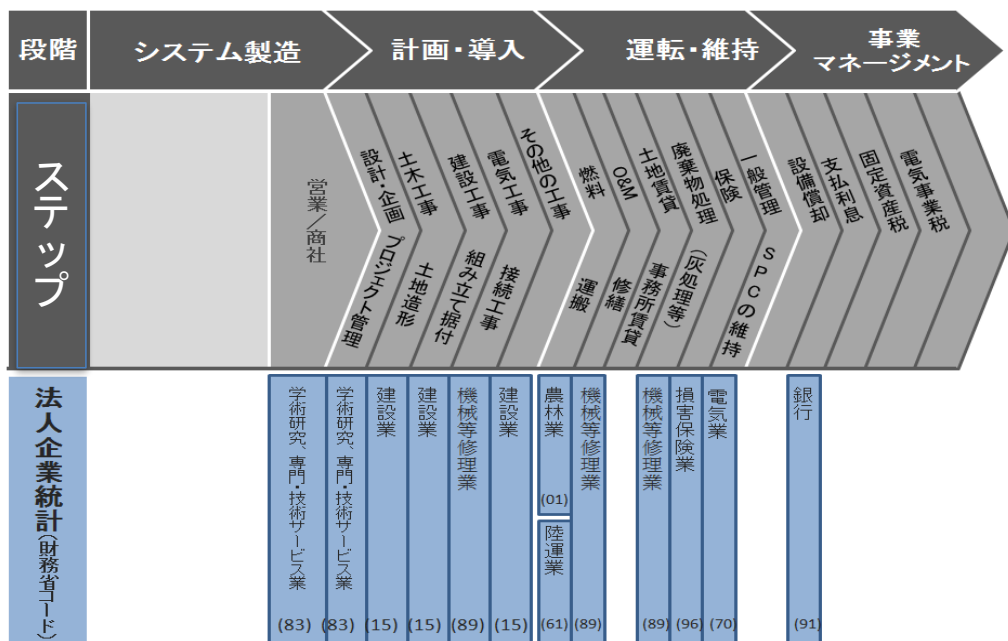 段階
システム製造
計画・導入
運転・維持
事業
マネージメント
ステップ
営業／商社
設計・企画
プロジェクト管理
土木工事
土地造形
建設工事
組み立て据付
電気工事
接続工事
その他の工事
燃料
運搬
O&M
修繕
土地賃貸
事務所賃貸
廃棄物処理
(灰処理等)
保険
一般管理
SPCの維持
設備償却
支払利息
固定資産税
電気事業税
法人企業統計(財務省コード)
学術研究、専門・技術サービス業
(83)
学術研究、専門・技術サービス業
(83)
建設業
(15)
建設業
(15)
機械等修理業
(89)
建設業
(15)
農林業
(01)
陸運業
(61)
機械等修理業
(89)
機械等修理業
(89)
損害保険業
(96)
電気業
(70)
銀行
(91)